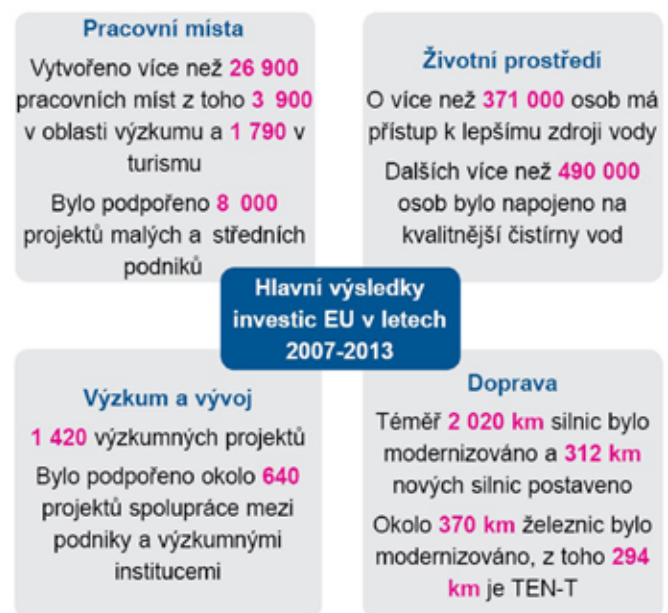 Pracovní místa
Vytvořeno více než 26 900
pracovních míst z toho 3 900
v oblasti výzkumu a 1 790 v
turismu
Bylo podpořeno 8 000
projektů malých a středních
podniků
Životní prostředí
O více než 371 000 osob má
přístup k lepšímu zdroji vody
Dalších více než 490 000
osob bylo napojeno na
kvalitnější čistírny vod
Hlavní výsledky
investic EU v letech
2007-2013
Výzkum a vývoj
1 420 výzkumných projektů
Bylo podpořeno okolo 640
projektů spolupráce mezi
podniky a výzkumnými
institucemi
Doprava
Téměř 2 020 km silnic bylo
modernizováno a 312 km
nových silnic postaveno
Okolo 370 km železnic bylo
modernizováno, z toho 294
km je TEN-T